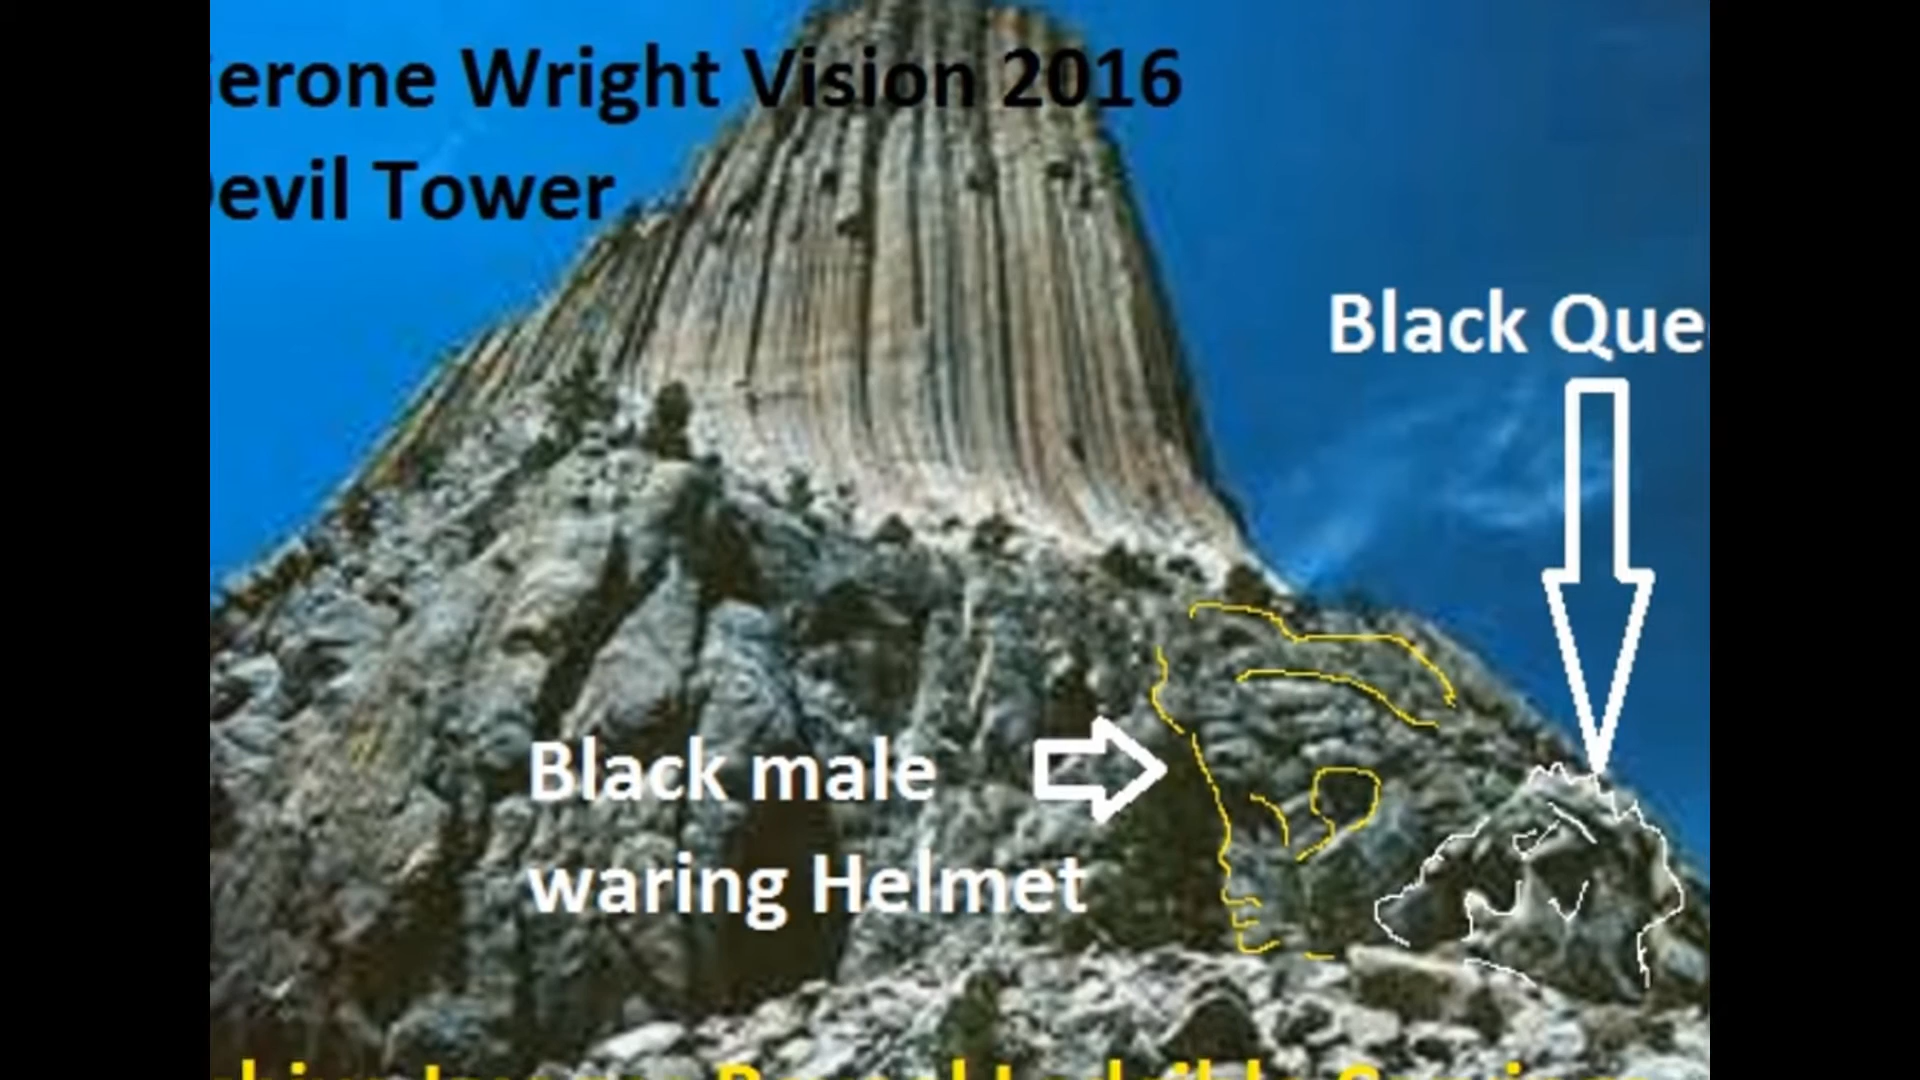 erone Wright Vision 2016
evil Tower
Black Que
Black male
waring Helmet